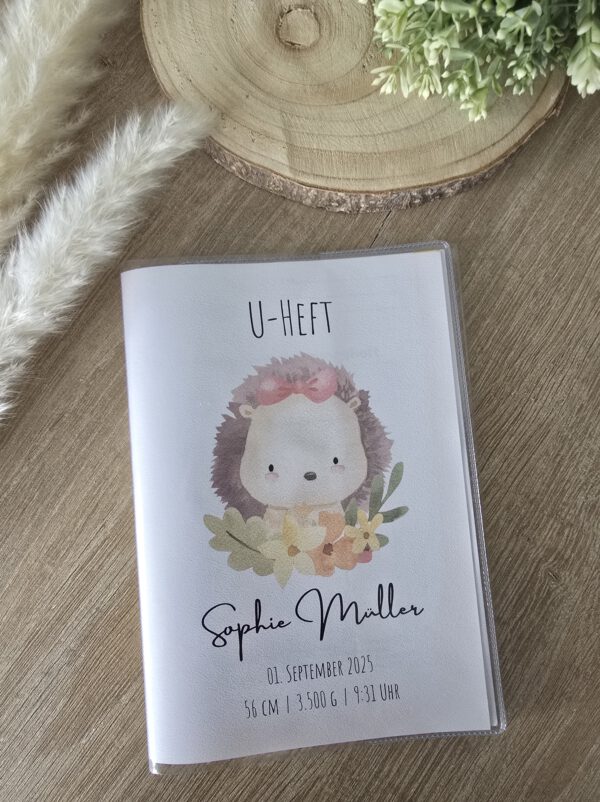 U-Heft
Sophie Müller
01. September 2025
56 cm / 3.500 g / 9:31 Uhr